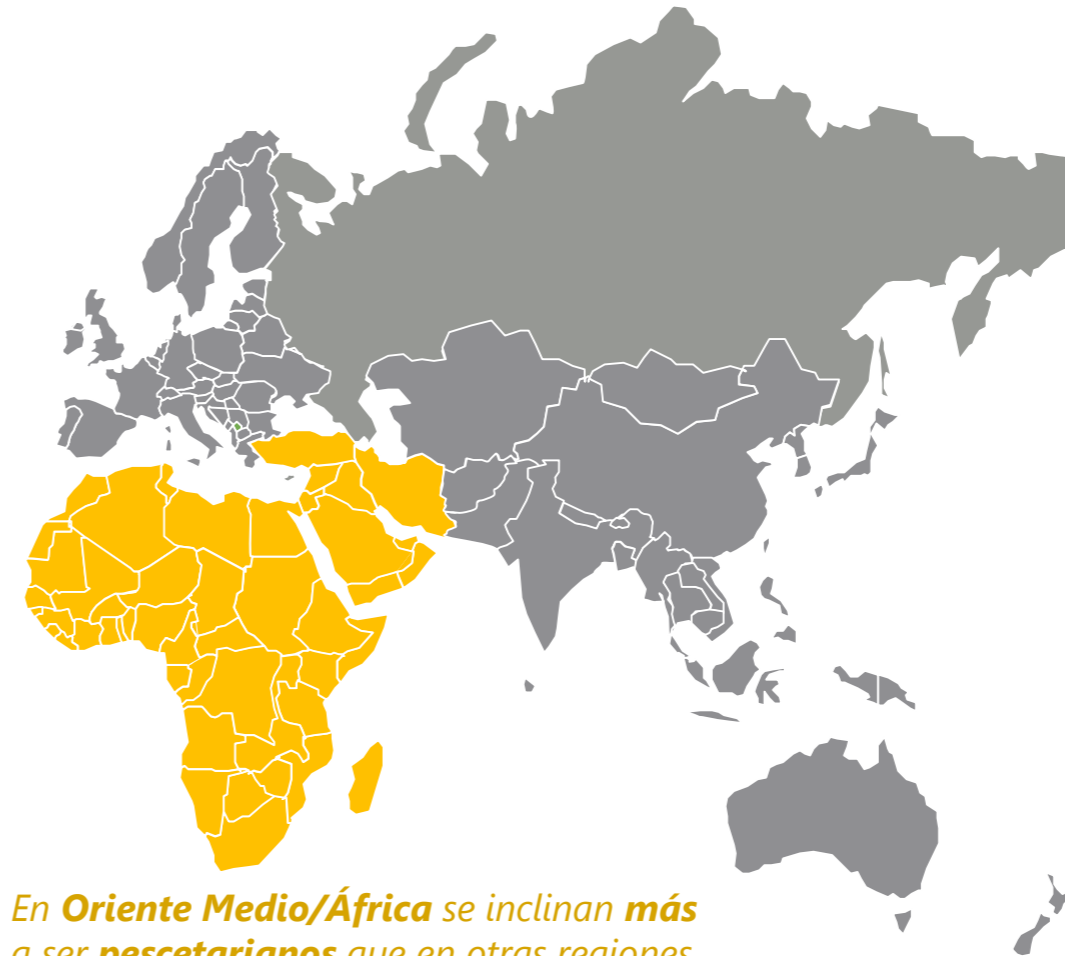 En Oriente Medio/África se inclinan más
a ser pescetarianos que en otras regiones